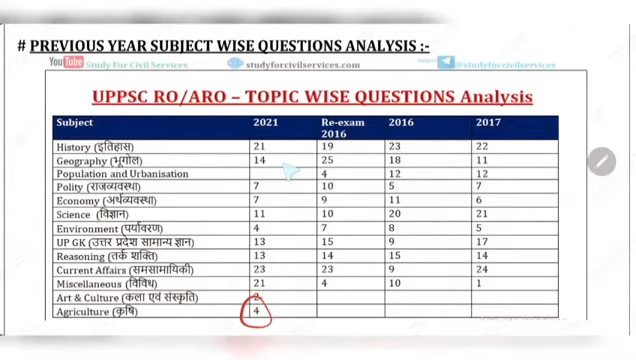 # PREVIOUS YEAR SUBJECT WISE QUESTIONS ANALYSIS :-
YouTube Study For Civil Services studyforcivilservices.com Telegram @studyforcivilservices
UPPSC RO/ARO – TOPIC WISE QUESTIONS Analysis
Subject 2021 Re-exam 2016 2016 2017
History (इतिहास) 21 19 23 22
Geography (भूगोल) 14 25 18 11
Population and Urbanisation 4 12 12
Polity (राजव्यवस्था) 7 10 5 7
Economy (अर्थव्यवस्था) 7 9 11 6
Science (विज्ञान) 11 10 20 21
Environment (पर्यावरण) 4 7 8 5
UP GK (उत्तर प्रदेश सामान्य ज्ञान) 13 15 9 17
Reasoning (तर्क शक्ति) 13 14 15 14
Current Affairs (समसामायिकी) 23 23 9 24
Miscellaneous (विविध) 21 4 10 1
Art & Culture (कला एवं संस्कृति) 2
Agriculture (कृषि) 4